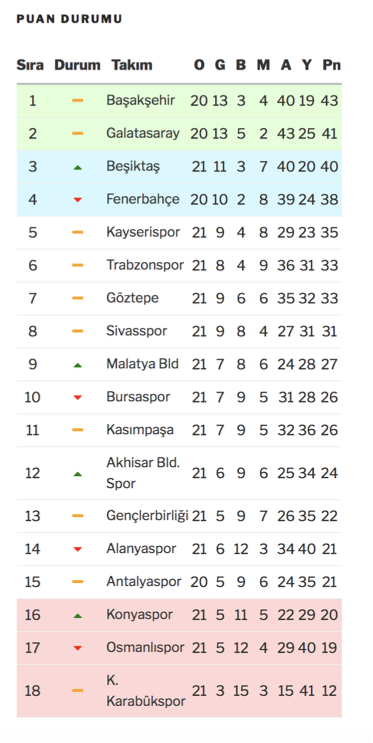 PUAN DURUMU
Sıra Durum Takım O G B M A Y Pn
1 Başakşehir 20 13 3 4 40 19 43
2 Galatasaray 20 13 5 2 43 25 41
3 Beşiktaş 21 11 3 7 40 20 40
4 Fenerbahçe 20 10 2 8 39 24 38
5 Kayserispor 21 9 4 8 29 23 35
6 Trabzonspor 21 8 4 9 36 31 33
7 Göztepe 21 9 6 6 35 32 33
8 Sivasspor 21 9 8 4 27 31 31
9 Malatya Bld 21 7 8 6 24 28 27
10 Bursaspor 21 7 9 5 31 28 26
11 Kasımpaşa 21 7 9 5 32 36 26
12 Akhisar Bld. Spor 21 6 9 6 25 34 24
13 Gençlerbirliği 21 5 9 7 26 35 22
14 Alanyaspor 21 6 12 3 34 40 21
15 Antalyaspor 20 5 9 6 24 35 21
16 Konyaspor 21 5 11 5 22 29 20
17 Osmanlıspor 21 5 12 4 29 40 19
18 K. Karabükspor 21 3 15 3 15 41 12